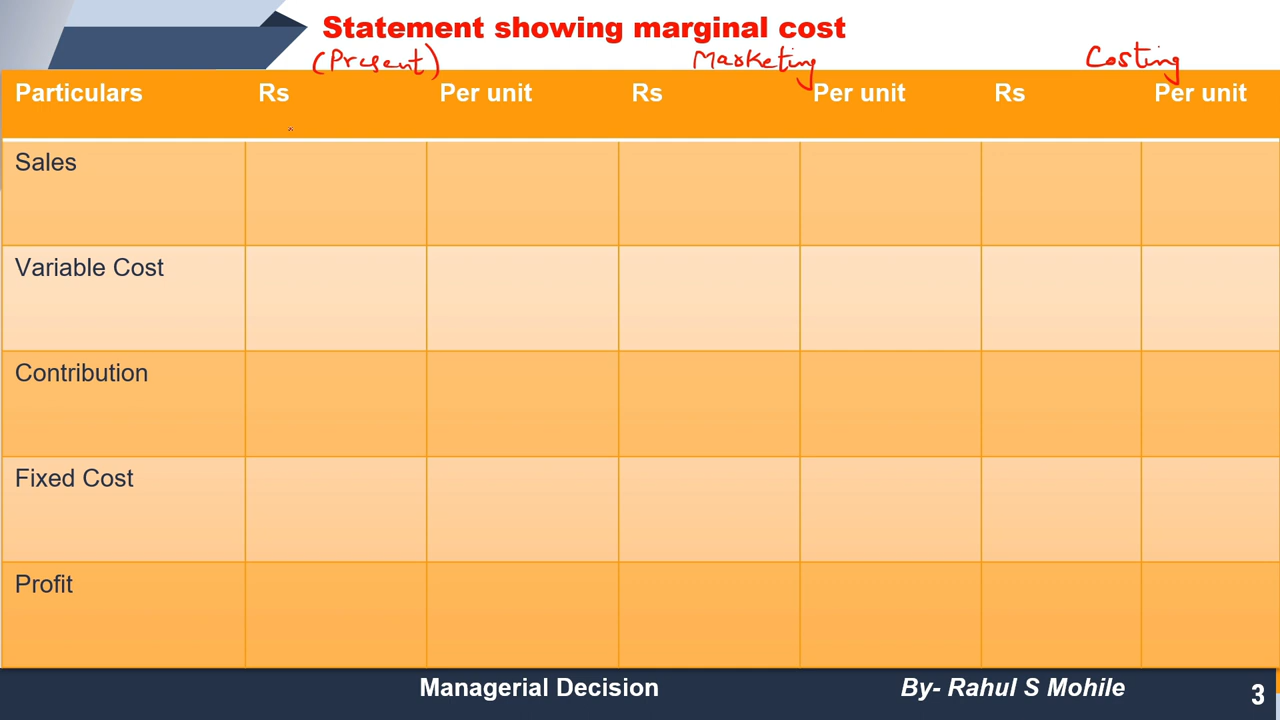 Statement showing marginal cost
(Present) Marketing Costing
Particulars Rs Per unit Rs Per unit Rs Per unit
Sales
Variable Cost
Contribution
Fixed Cost
Profit
Managerial Decision By- Rahul S Mohile 3